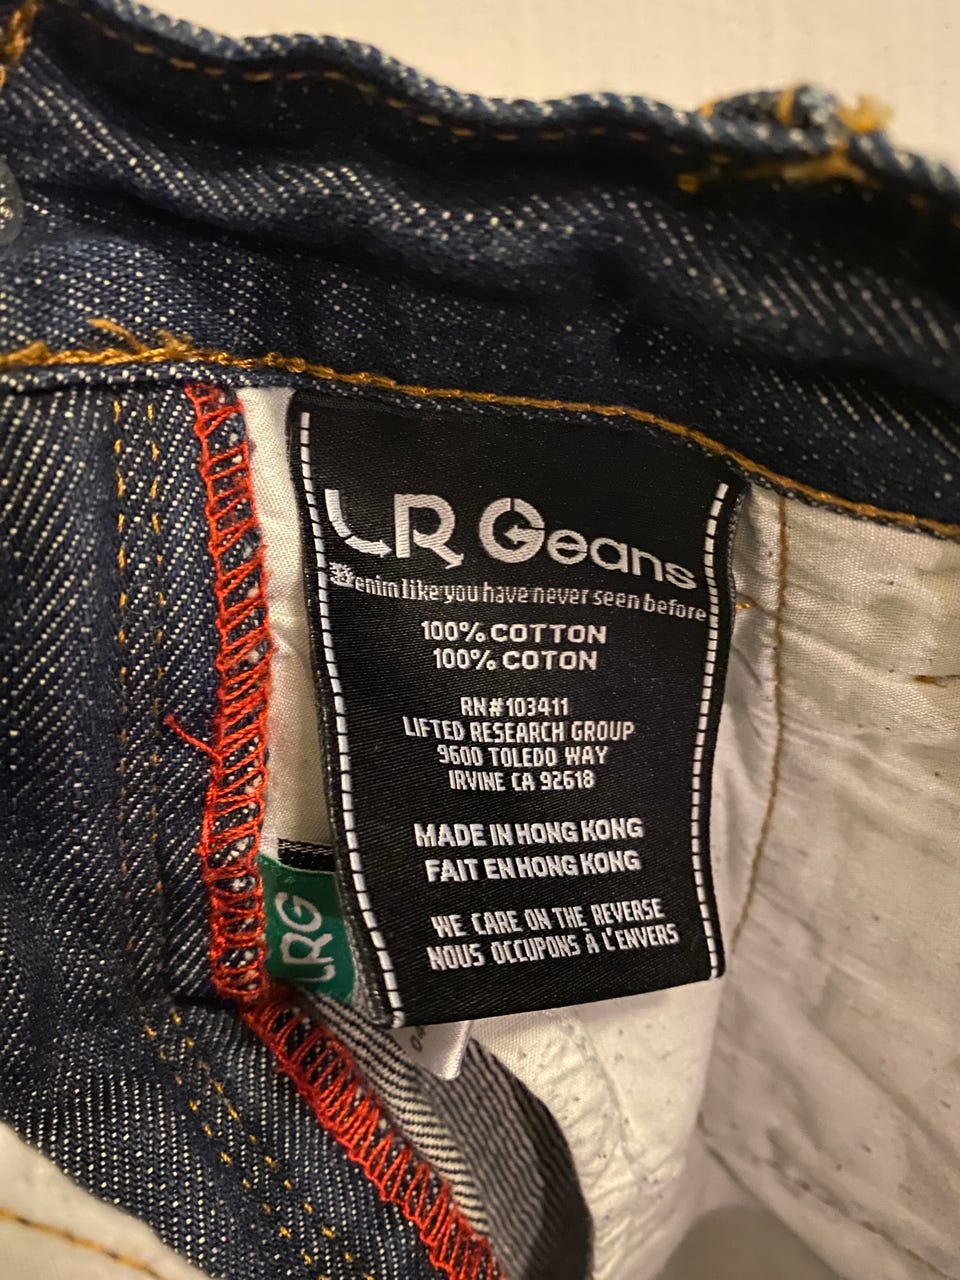 LR Geans
Denim like you have never seen before
100% COTTON
100% COTON
RN#103411
LIFTED RESEARCH GROUP
9600 TOLEDO WAY
IRVINE CA 92618
MADE IN HONG KONG
FAIT EN HONG KONG
WE CARE ON THE REVERSE
NOUS OCCUPONS À L'ENVERS
LRG